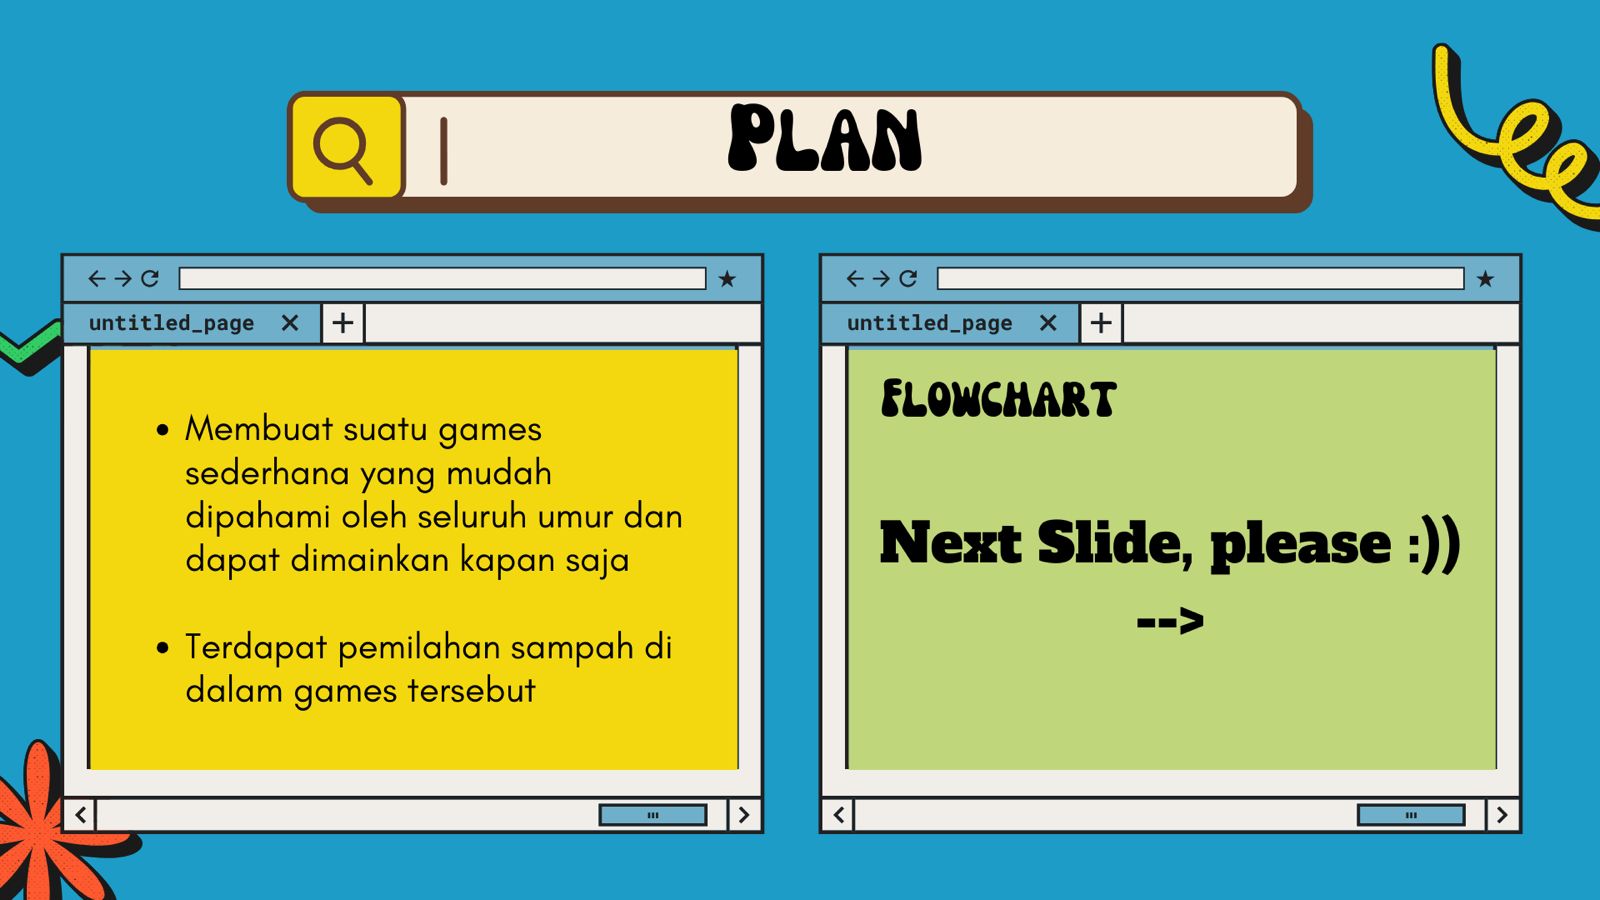 PLAN
untitled_page
• Membuat suatu games
sederhana yang mudah
dipahami oleh seluruh umur dan
dapat dimainkan kapan saja
• Terdapat pemilahan sampah di
dalam games tersebut
untitled_page
FLOWCHART
Next Slide, please :))
-->